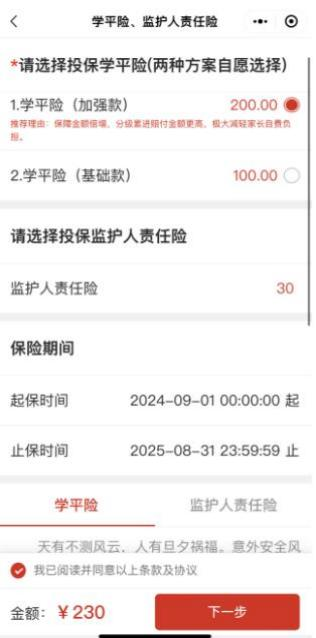 学平险、监护人责任险
*请选择投保学平险(两种方案自愿选择)
1.学平险（加强款） 200.00
推荐理由：保障金额倍增，分级累进赔付金额更高，极大减轻家长自费负
担。
2.学平险（基础款） 100.00
请选择投保监护人责任险
监护人责任险 30
保险期间
起保时间 2024-09-01 00:00:00 起
止保时间 2025-08-31 23:59:59 止
学平险 监护人责任险
天有不测风云，人有旦夕祸福。意外安全风
我已阅读并同意以上条款及协议
金额：￥230 下一步